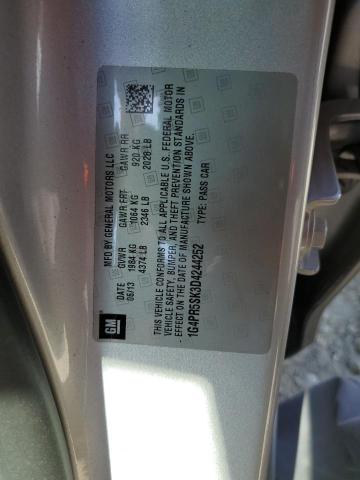 MFD BY GENERAL MOTORS LLC
DATE GVWR GAWR FRT GAWR RR
06/13 1984 KG 1064 KG 920 KG
4374 LB 2346 LB 2028 LB
THIS VEHICLE CONFORMS TO ALL APPLICABLE U.S. FEDERAL MOTOR
VEHICLE SAFETY, BUMPER, AND THEFT PREVENTION STANDARDS IN
EFFECT ON THE DATE OF MANUFACTURE SHOWN ABOVE.
1G4PR5SK3D4244252 TYPE: PASS CAR
GM